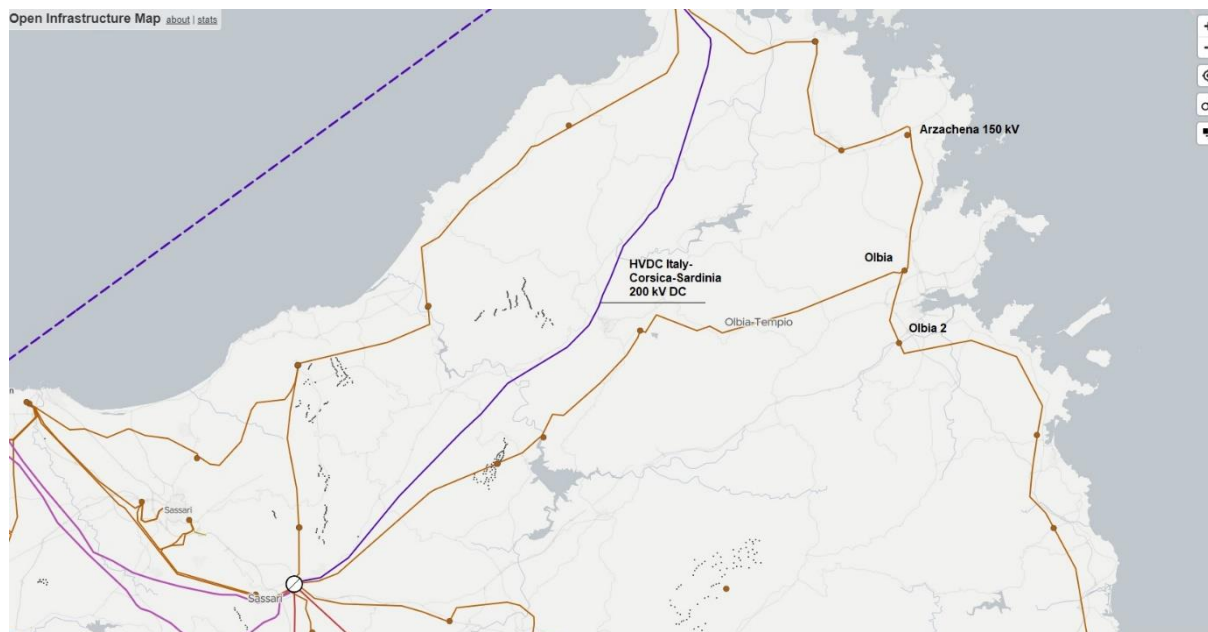 Open Infrastructure Map about | stats
Arzachena 150 kV
Olbia
HVDC Italy-
Corsica-Sardinia
200 kV DC
Olbia-Tempio
Olbia 2
Sassari
Sassari